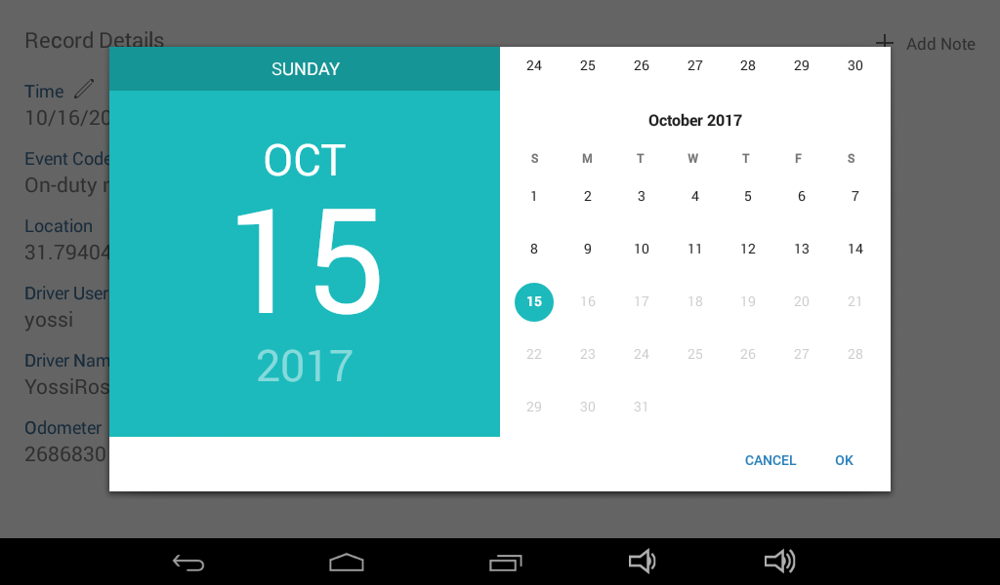 Record Details
Add Note
Time
10/16/20
Event Code
On-duty
Location
31.79404
Driver User
yossi
Driver Nam
YossiRos
Odometer
2686830
SUNDAY
OCT
15
2017
24 25 26 27 28 29 30
October 2017
S M T W T F S
1 2 3 4 5 6 7
8 9 10 11 12 13 14
15 16 17 18 19 20 21
22 23 24 25 26 27 28
29 30 31
CANCEL OK